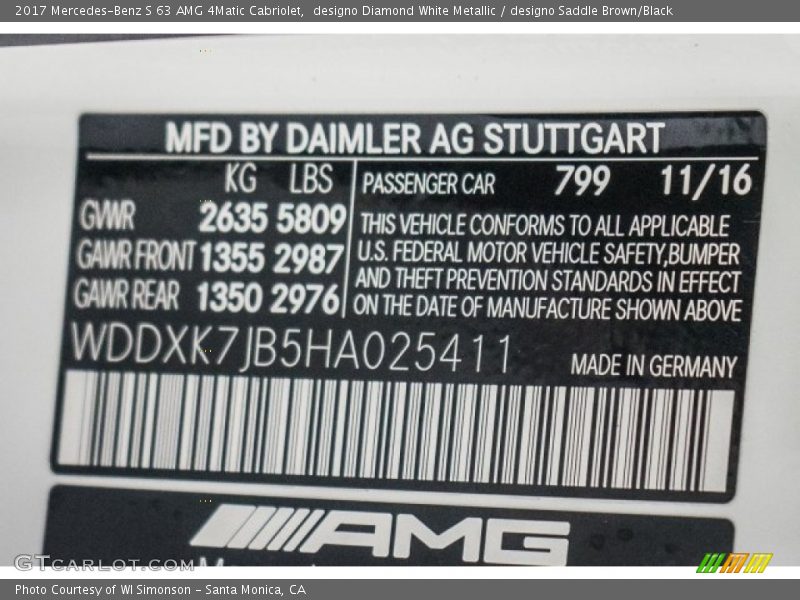 2017 Mercedes-Benz S 63 AMG 4Matic Cabriolet,  designo Diamond White Metallic / designo Saddle Brown/Black
MFD BY DAIMLER AG STUTTGART
KG LBS
GVWR 2635 5809
GAWR FRONT 1355 2987
GAWR REAR 1350 2976
PASSENGER CAR 799 11/16
THIS VEHICLE CONFORMS TO ALL APPLICABLE
U.S. FEDERAL MOTOR VEHICLE SAFETY,BUMPER
AND THEFT PREVENTION STANDARDS IN EFFECT
ON THE DATE OF MANUFACTURE SHOWN ABOVE
WDDXK7JB5HA025411
MADE IN GERMANY
AMG
GTcarlot.com
Photo Courtesy of WI Simonson - Santa Monica, CA